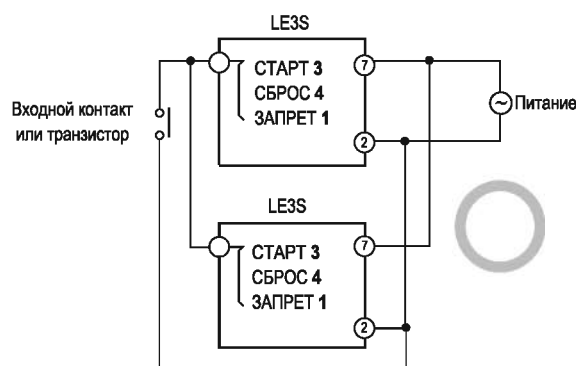 LE3S
СТАРТ 3
СБРОС 4
ЗАПРЕТ 1
7
2
Входной контакт
или транзистор
Питание
LE3S
СТАРТ 3
СБРОС 4
ЗАПРЕТ 1
7
2